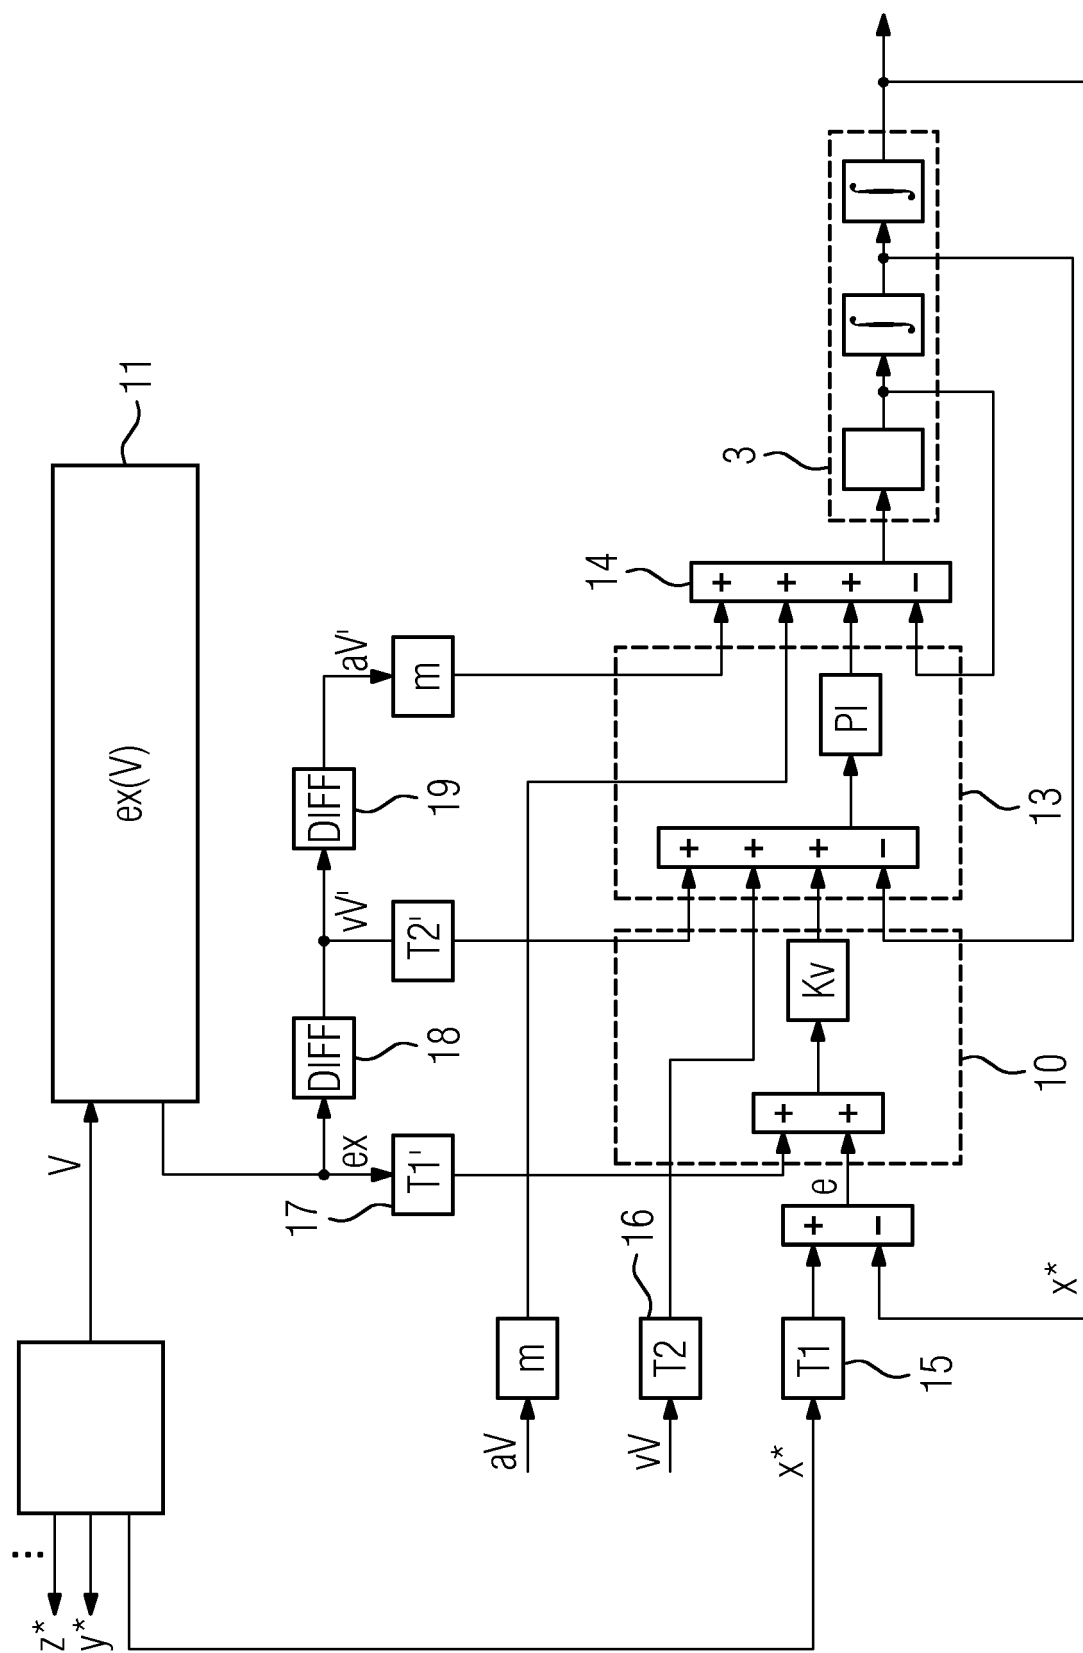 11
V
ex(V)
aV'
m
DIFF
19
vV'
T2'
DIFF
18
ex
T1'
17
3
14
+
+
+
-
PI
13
+
+
+
-
Kv
10
+
+
e
+
-
16
m
aV
T2
vV
T1
15
x*
x*
...
z*
y*
∫
∫